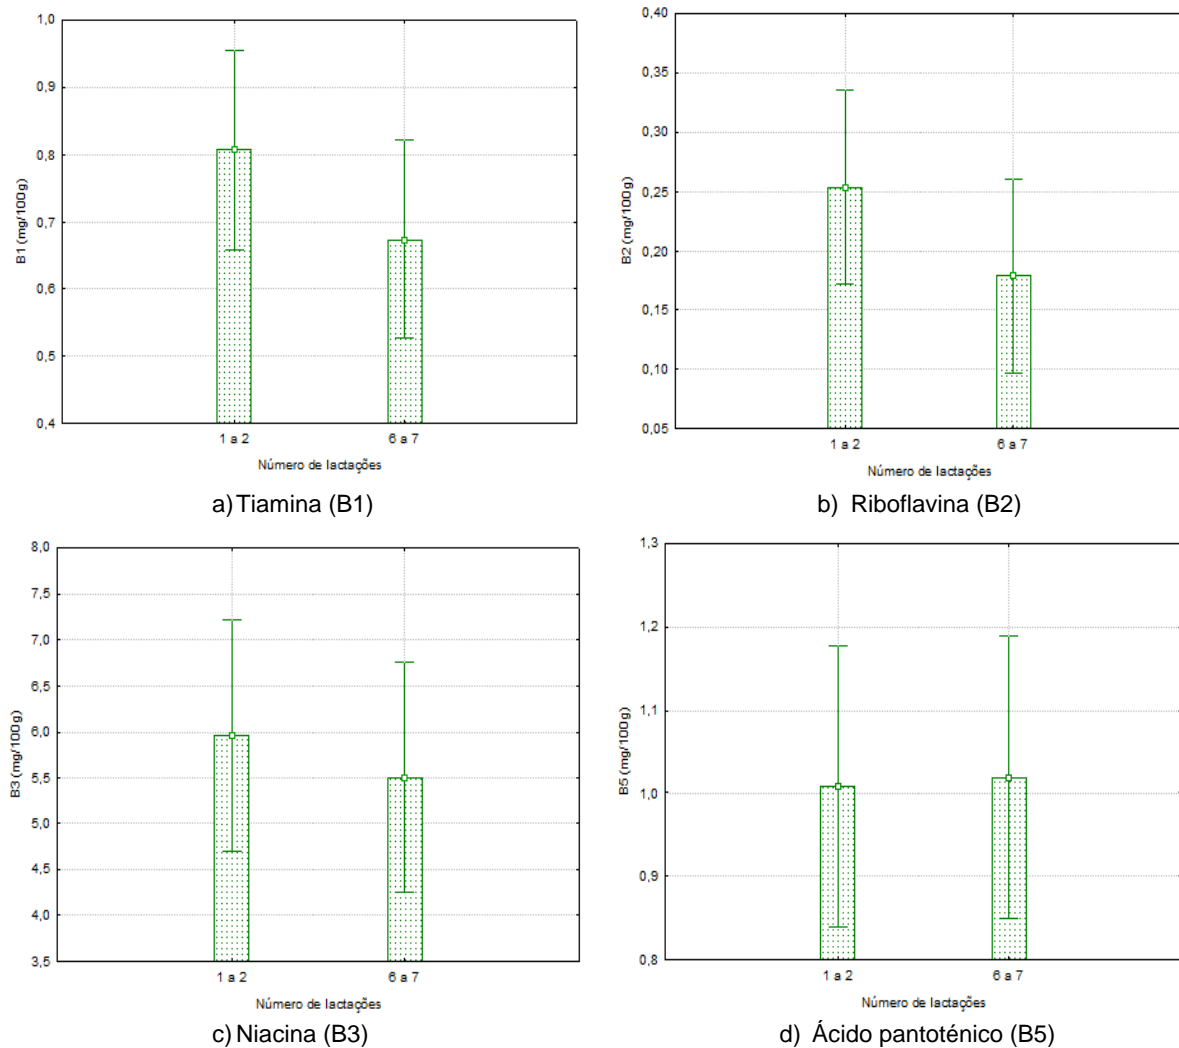 1,0
0,9
0,8
0,7
0,6
0,5
0,4
B1 (mg/100g)
1 a 2
6 a 7
Número de lactações
a) Tiamina (B1)
0,40
0,35
0,30
0,25
0,20
0,15
0,10
0,05
B2 (mg/100g)
1 a 2
6 a 7
Número de lactações
b) Riboflavina (B2)
8,0
7,5
7,0
6,5
6,0
5,5
5,0
4,5
4,0
3,5
B3 (mg/100g)
1 a 2
6 a 7
Número de lactações
c) Niacina (B3)
1,3
1,2
1,1
1,0
0,9
0,8
B5 (mg/100g)
1 a 2
6 a 7
Número de lactações
d) Ácido pantoténico (B5)